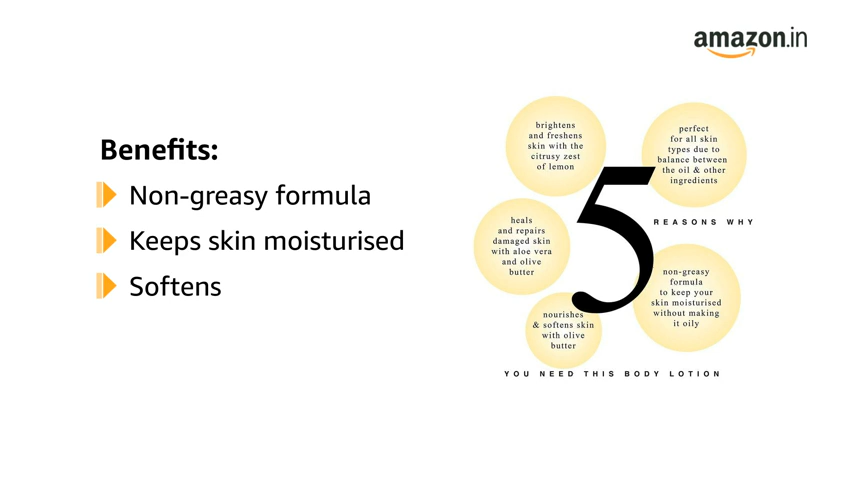 amazon.in
Benefits:
Non-greasy formula
Keeps skin moisturised
Softens
brightens
and freshens
skin with the
citrusy zest
of lemon
perfect
for all skin
types due to
balance between
the oil & other
ingredients
5
REASONS WHY
heals
and repairs
damaged skin
with aloe vera
and olive
butter
non-greasy
formula
to keep your
skin moisturised
without making
it oily
nourishes
& softens skin
with olive
butter
YOU NEED THIS BODY LOTION